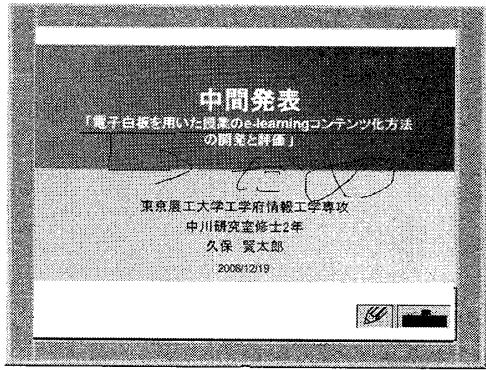 中間発表
「電子白板を用いた授業のe-learningコンテンツ化方法
の開発と評価」
東京農工大学工学府情報工学専攻
中川研究室修士2年
久保 賢太郎
2008/12/19